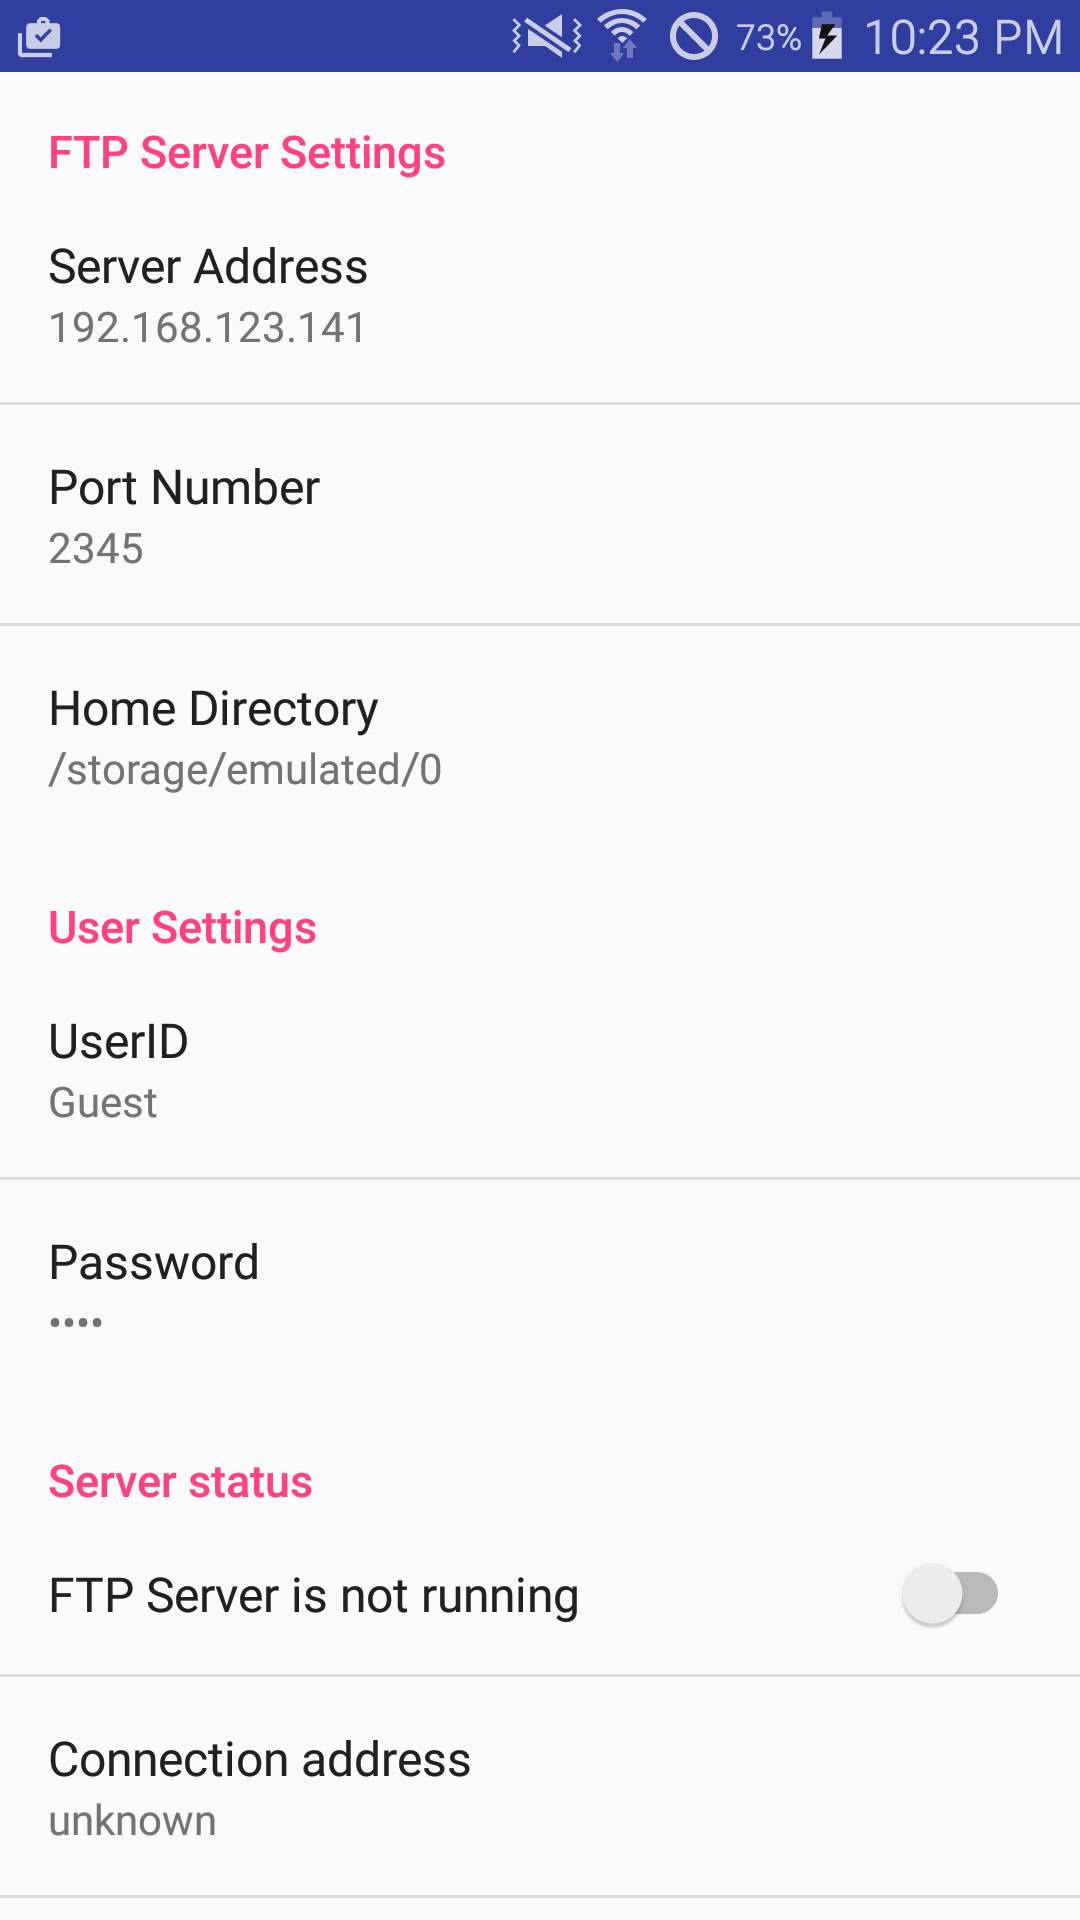 73% 10:23 PM
FTP Server Settings
Server Address
192.168.123.141
Port Number
2345
Home Directory
/storage/emulated/0
User Settings
UserID
Guest
Password
••••
Server status
FTP Server is not running
Connection address
unknown